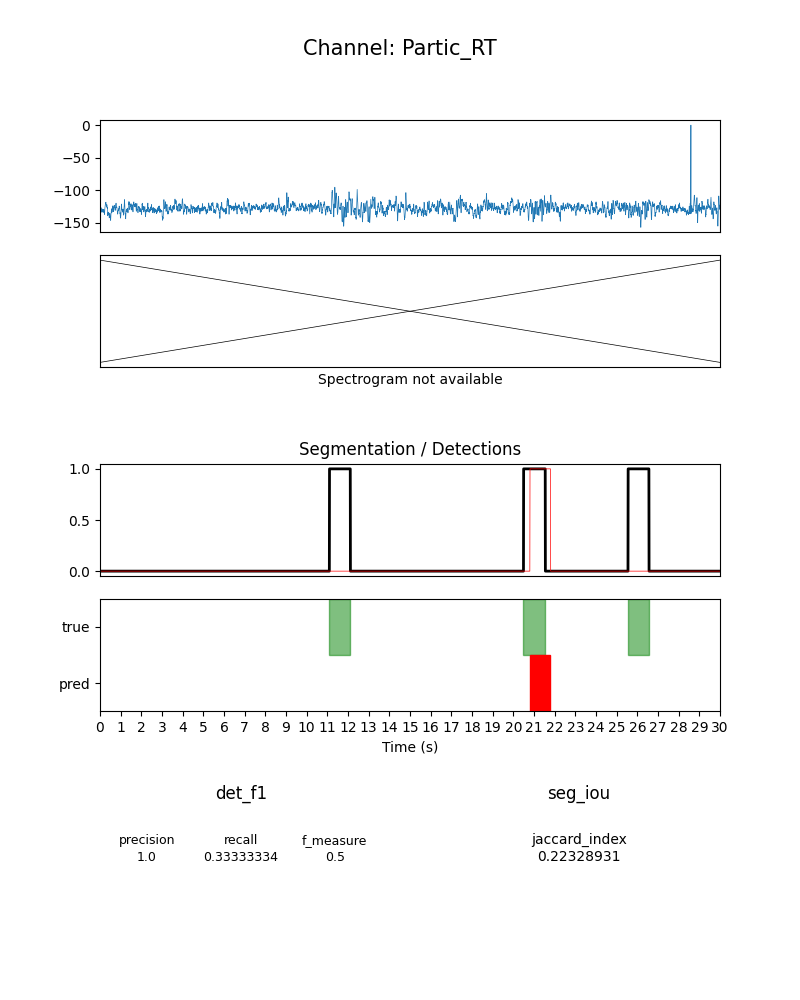 Channel: Partic_RT
0
−50
−100
−150
Spectrogram not available
Segmentation / Detections
1.0
0.5
0.0
true
pred
0 1 2 3 4 5 6 7 8 9 10 11 12 13 14 15 16 17 18 19 20 21 22 23 24 25 26 27 28 29 30
Time (s)
det_f1 seg_iou
precision recall f_measure jaccard_index
1.0 0.33333334 0.5 0.22328931